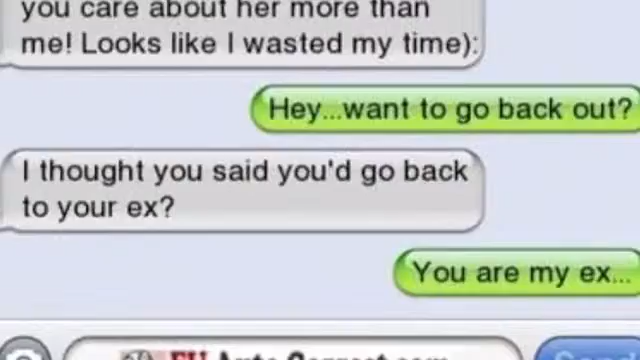 you care about her more than
me! Looks like I wasted my time):
Hey...want to go back out?
I thought you said you'd go back
to your ex?
You are my ex...